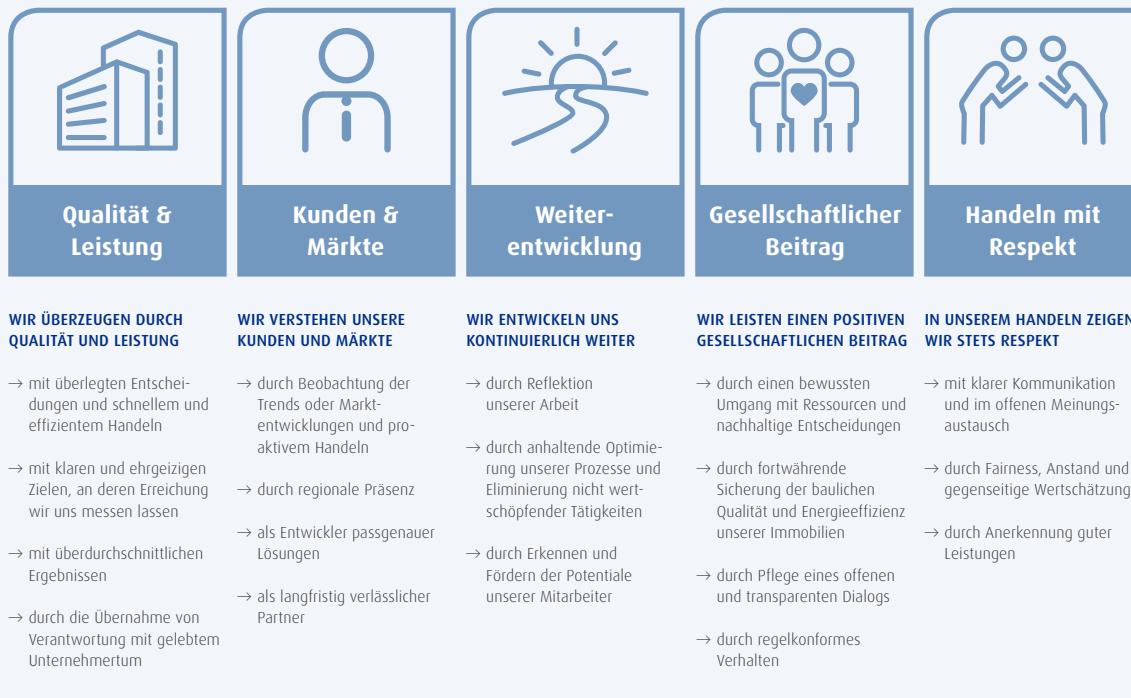 Qualität &
Leistung
WIR ÜBERZEUGEN DURCH
QUALITÄT UND LEISTUNG
→ mit überlegten Entschei-
dungen und schnellem und
effizientem Handeln
→ mit klaren und ehrgeizigen
Zielen, an deren Erreichung
wir uns messen lassen
→ mit überdurchschnittlichen
Ergebnissen
→ durch die Übernahme von
Verantwortung mit gelebtem
Unternehmertum
Kunden &
Märkte
WIR VERSTEHEN UNSERE
KUNDEN UND MÄRKTE
→ durch Beobachtung der
Trends oder Markt-
entwicklungen und pro-
aktivem Handeln
→ durch regionale Präsenz
→ als Entwickler passgenauer
Lösungen
→ als langfristig verlässlicher
Partner
Weiter-
entwicklung
WIR ENTWICKELN UNS
KONTINUIERLICH WEITER
→ durch Reflektion
unserer Arbeit
→ durch anhaltende Optimie-
rung unserer Prozesse und
Eliminierung nicht wert-
schöpfender Tätigkeiten
→ durch Erkennen und
Fördern der Potentiale
unserer Mitarbeiter
Gesellschaftlicher
Beitrag
WIR LEISTEN EINEN POSITIVEN
GESELLSCHAFTLICHEN BEITRAG
→ durch einen bewussten
Umgang mit Ressourcen und
nachhaltige Entscheidungen
→ durch fortwährende
Sicherung der baulichen
Qualität und Energieeffizienz
unserer Immobilien
→ durch Pflege eines offenen
und transparenten Dialogs
→ durch regelkonformes
Verhalten
Handeln mit
Respekt
IN UNSEREM HANDELN ZEIGEN
WIR STETS RESPEKT
→ mit klarer Kommunikation
und im offenen Meinungs-
austausch
→ durch Fairness, Anstand und
gegenseitige Wertschätzung
→ durch Anerkennung guter
Leistungen